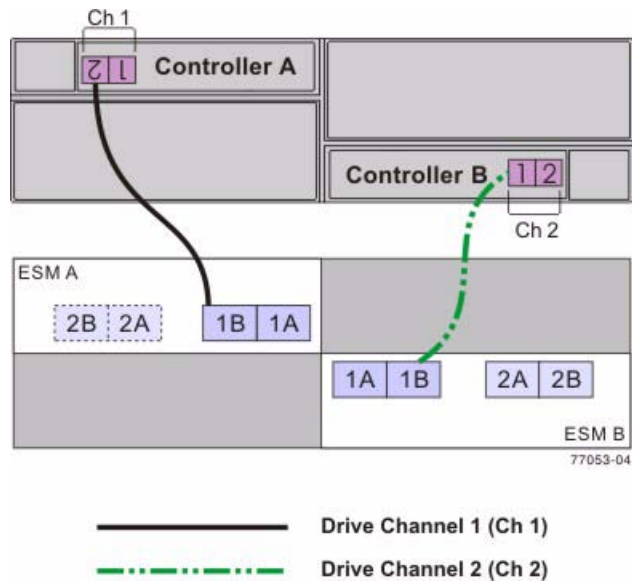 Ch 1
2 1 Controller A
Controller B 1 2
Ch 2
ESM A
2B 2A 1B 1A
1A 1B 2A 2B
ESM B
77053-04
Drive Channel 1 (Ch 1)
Drive Channel 2 (Ch 2)